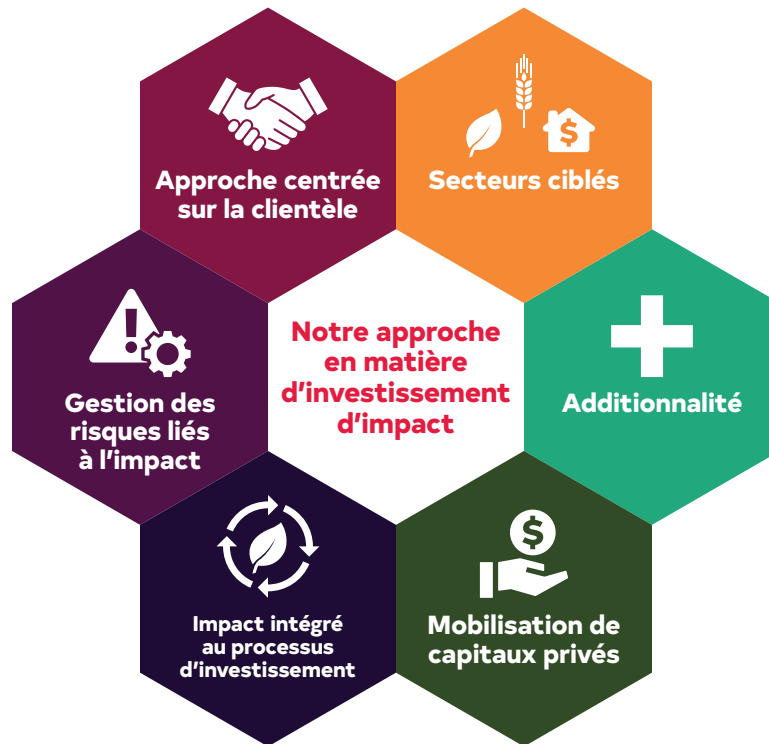 Approche centrée
sur la clientèle
Secteurs ciblés
Notre approche
en matière
d’investissement
d’impact
Gestion des
risques liés
à l’impact
Additionnalité
Impact intégré
au processus
d’investissement
Mobilisation de
capitaux privés
$
$